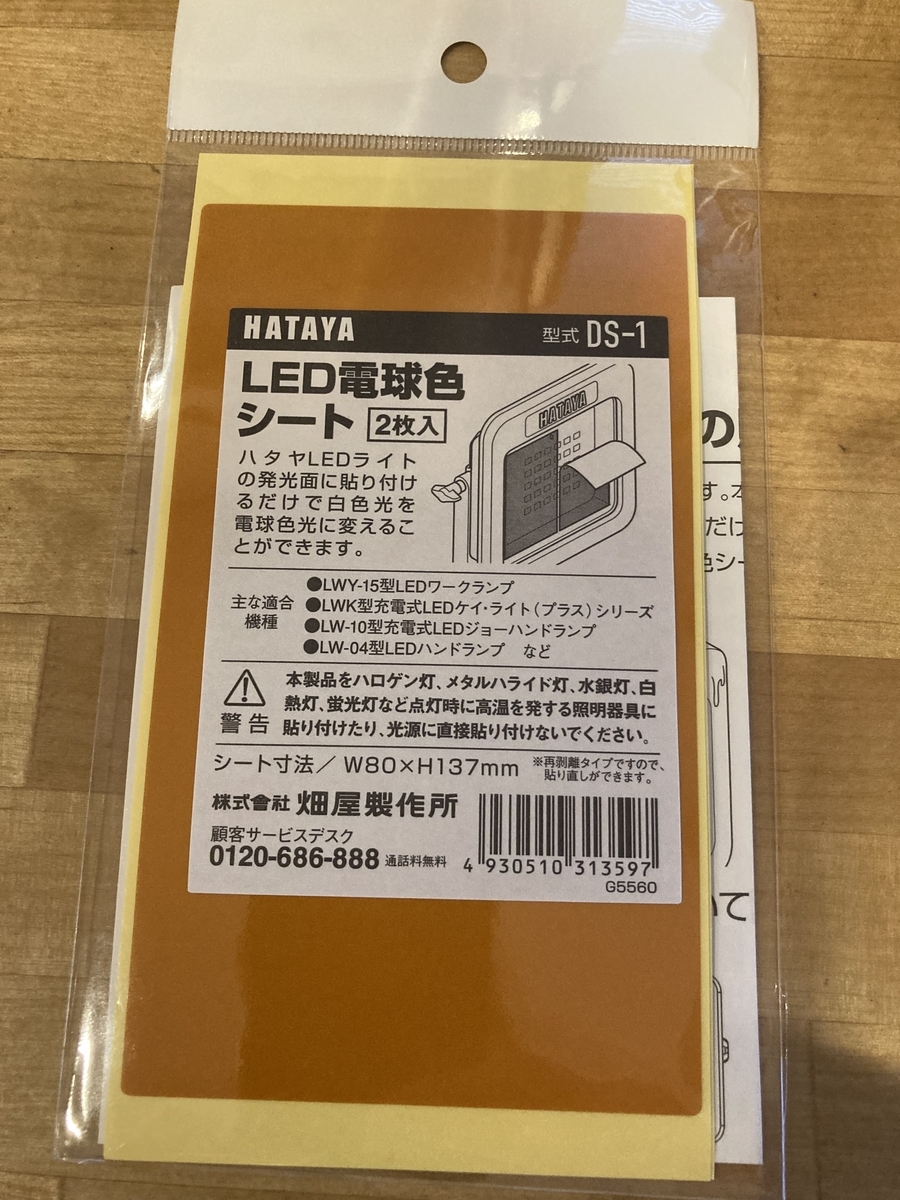 HATAYA 型式 DS-1
LED電球色
シート 2枚入
HATAYA
ハタヤLEDライト
の発光面に貼り付け
るだけで白色光を
電球色光に変えるこ
とができます。
主な適合
機種
●LWY-15型LEDワークランプ
●LWK型充電式LEDケイ・ライト(プラス)シリーズ
●LW-10型充電式LEDジョーハンドランプ
●LW-04型LEDハンドランプ など
警告
本製品をハロゲン灯、メタルハライド灯、水銀灯、白
熱灯、蛍光灯など点灯時に高温を発する照明器具に
貼り付けたり、光源に直接貼り付けないでください。
シート寸法/W80×H137mm
※再剥離タイプですので、
貼り直しができます。
株式會社 畑屋製作所
顧客サービスデスク
0120-686-888 通話料無料
4 930510 313597
G5560
の
す。本
だけ
色シー
いて